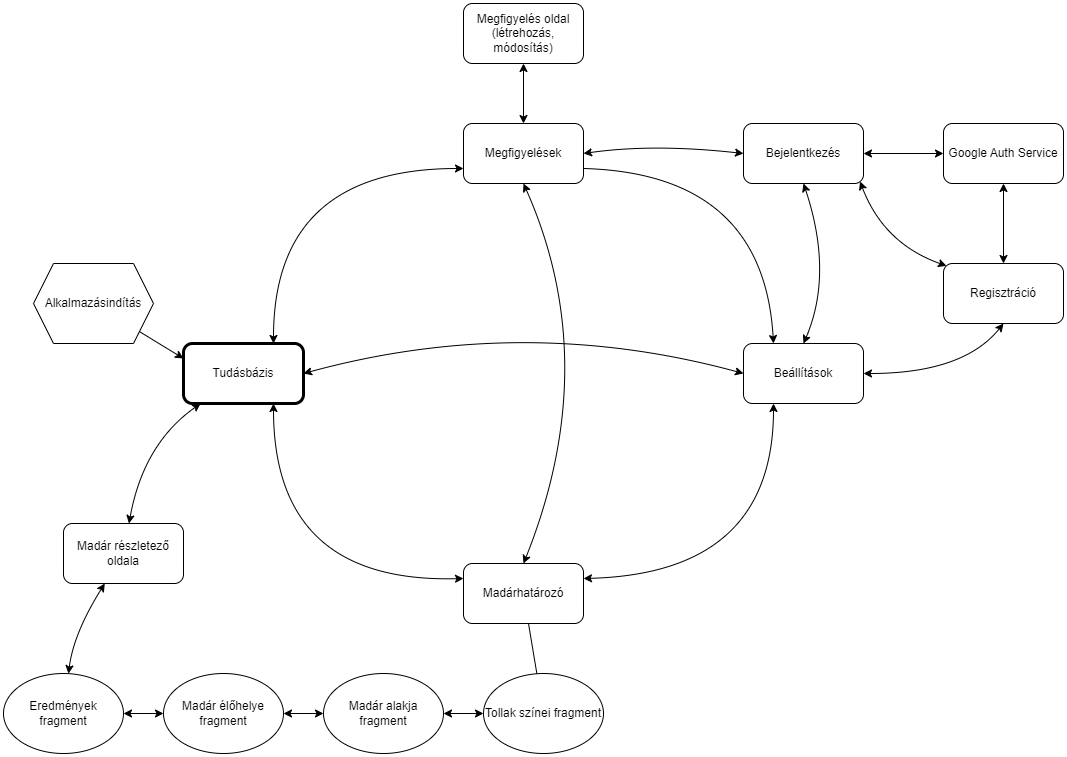 Megfigyelés oldal
(létrehozás,
módosítás)
Megfigyelések
Bejelentkezés
Google Auth Service
Alkalmazásindítás
Regisztráció
Tudásbázis
Beállítások
Madár részletező
oldala
Madárhatározó
Eredmények
fragment
Madár élőhelye
fragment
Madár alakja
fragment
Tollak színei fragment